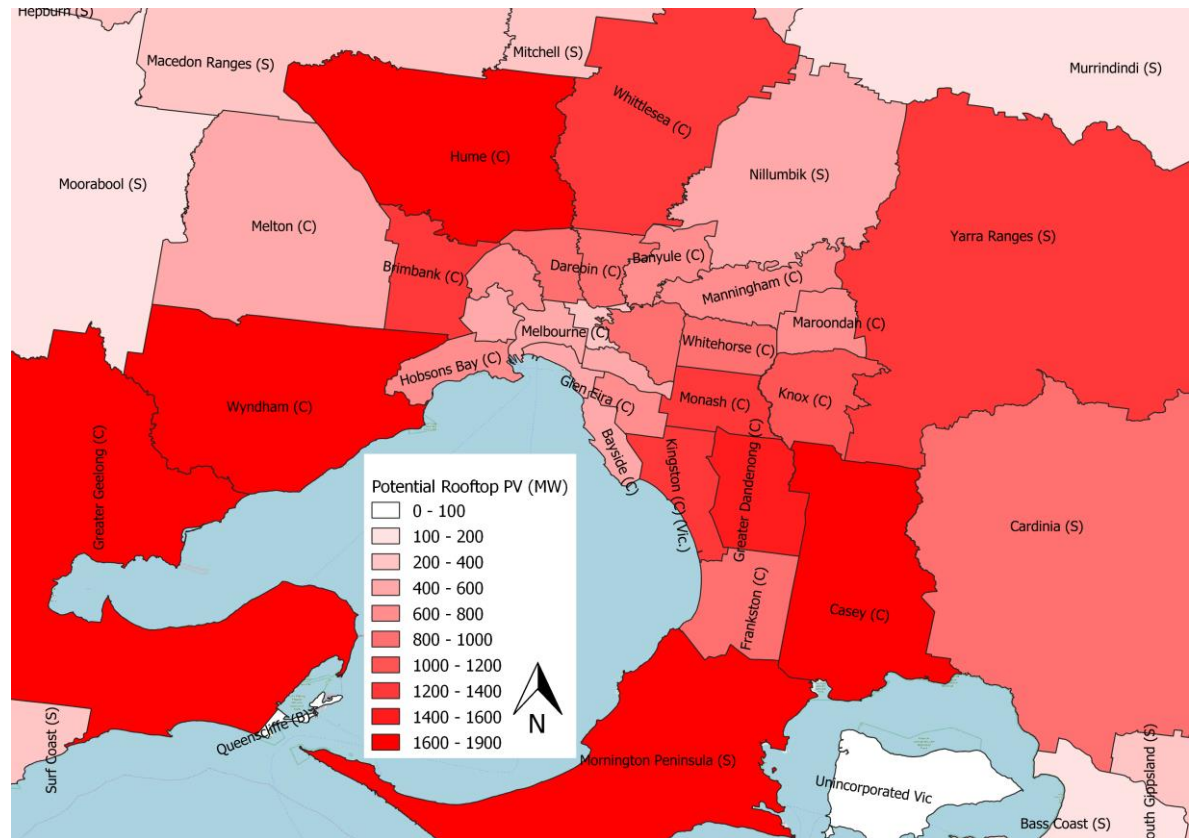 Hepburn (S)
Macedon Ranges (S)
Mitchell (S)
Murrindindi (S)
Whittlesea (C)
Hume (C)
Moorabool (S)
Nillumbik (S)
Melton (C)
Yarra Ranges (S)
Brimbank (C)
Darebin (C)
Banyule (C)
Manningham (C)
Maroondah (C)
Melbourne (C)
Whitehorse (C)
Hobsons Bay (C)
Glen Eira (C)
Knox (C)
Wyndham (C)
Monash (C)
Bayside (C)
Kingston (C) (Vic.)
Greater Dandenong (C)
Greater Geelong (C)
Cardinia (S)
Frankston (C)
Casey (C)
Potential Rooftop PV (MW)
0 - 100
100 - 200
200 - 400
400 - 600
600 - 800
800 - 1000
1000 - 1200
1200 - 1400
1400 - 1600
1600 - 1900
N
Queenscliffe (B)
Surf Coast (S)
Mornington Peninsula (S)
Unincorporated Vic
Bass Coast (S)
outh Gippsland (S)